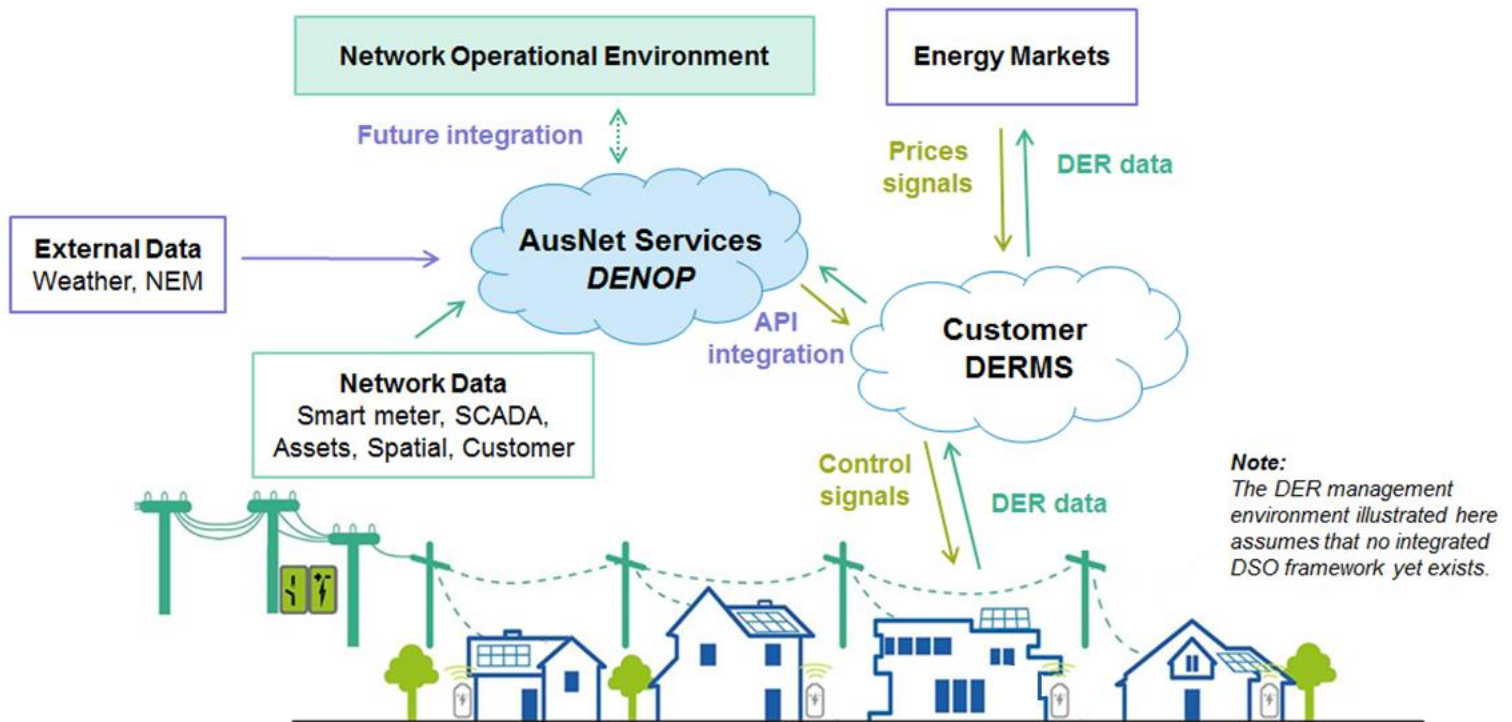 Network Operational Environment
Energy Markets
Future integration
Prices
signals
DER data
External Data
Weather, NEM
AusNet Services
DENOP
API
integration
Customer
DERMS
Network Data
Smart meter, SCADA,
Assets, Spatial, Customer
Control
signals
DER data
Note:
The DER management
environment illustrated here
assumes that no integrated
DSO framework yet exists.